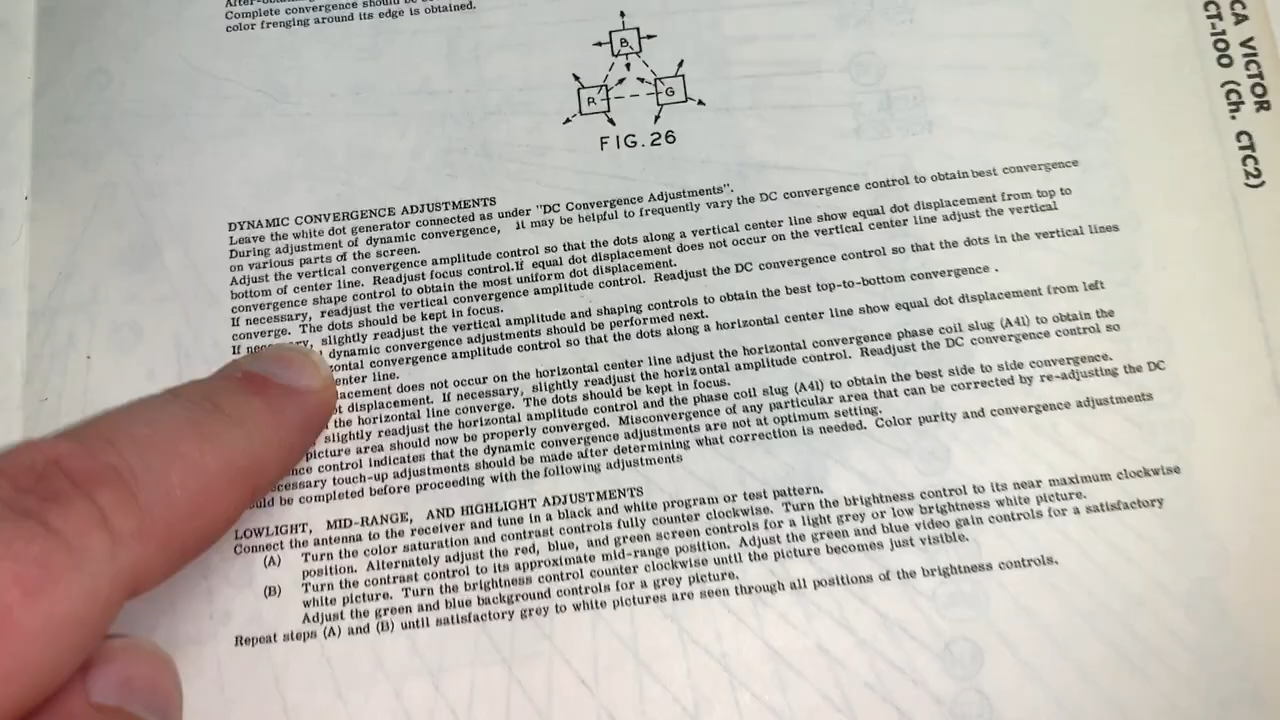 Complete convergence should be
color frenging around its edge is obtained.
B
R
G
FIG.26
CA VICTOR
CT-100 (Ch. CTC2)
DYNAMIC CONVERGENCE ADJUSTMENTS
Leave the white dot generator connected as under "DC Convergence Adjustments".
During adjustment of dynamic convergence, it may be helpful to frequently vary the DC convergence control to obtain best convergence
on various parts of the screen.
Adjust the vertical convergence amplitude control so that the dots along a vertical center line show equal dot displacement from top to
bottom of center line. Readjust focus control. If equal dot displacement does not occur on the vertical center line adjust the vertical
convergence shape control to obtain the most uniform dot displacement.
If necessary, readjust the vertical convergence amplitude control. Readjust the DC convergence control so that the dots in the vertical lines
converge. The dots should be kept in focus.
If necessary, slightly readjust the vertical amplitude and shaping controls to obtain the best top-to-bottom convergence .
dynamic convergence adjustments should be performed next.
zontal convergence amplitude control so that the dots along a horizontal center line show equal dot displacement from left
enter line.
lacement does not occur on the horizontal center line adjust the horizontal convergence phase coil slug (A41) to obtain the
ot displacement. If necessary, slightly readjust the horizontal amplitude control. Readjust the DC convergence control so
the horizontal line converge. The dots should be kept in focus.
slightly readjust the horizontal amplitude control and the phase coil slug (A41) to obtain the best side to side convergence.
picture area should now be properly converged. Misconvergence of any particular area that can be corrected by re-adjusting the DC
nce control indicates that the dynamic convergence adjustments are not at optimum setting.
cessary touch-up adjustments should be made after determining what correction is needed. Color purity and convergence adjustments
uld be completed before proceeding with the following adjustments
LOWLIGHT, MID-RANGE, AND HIGHLIGHT ADJUSTMENTS
Connect the antenna to the receiver and tune in a black and white program or test pattern.
(A) Turn the color saturation and contrast controls fully counter clockwise. Turn the brightness control to its near maximum clockwise
position. Alternately adjust the red, blue, and green screen controls for a light grey or low brightness white picture.
(B) Turn the contrast control to its approximate mid-range position. Adjust the green and blue video gain controls for a satisfactory
white picture. Turn the brightness control counter clockwise until the picture becomes just visible.
Adjust the green and blue background controls for a grey picture.
Repeat steps (A) and (B) until satisfactory grey to white pictures are seen through all positions of the brightness controls.